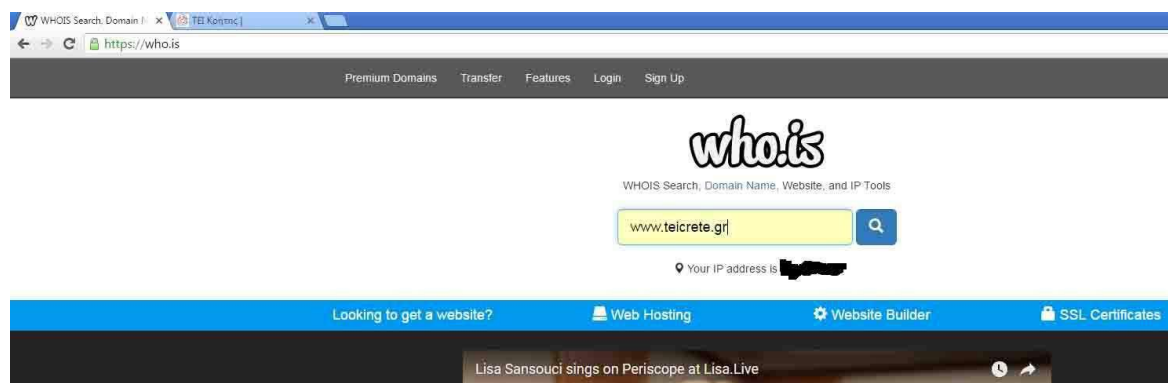 WHOIS Search, Domain N
ΤΕΙ Κρήτης |
https://who.is
Premium Domains Transfer Features Login Sign Up
who.is
WHOIS Search, Domain Name, Website, and IP Tools
www.teicrete.gr
Your IP address is
Looking to get a website? Web Hosting Website Builder SSL Certificates
Lisa Sansouci sings on Periscope at Lisa.Live